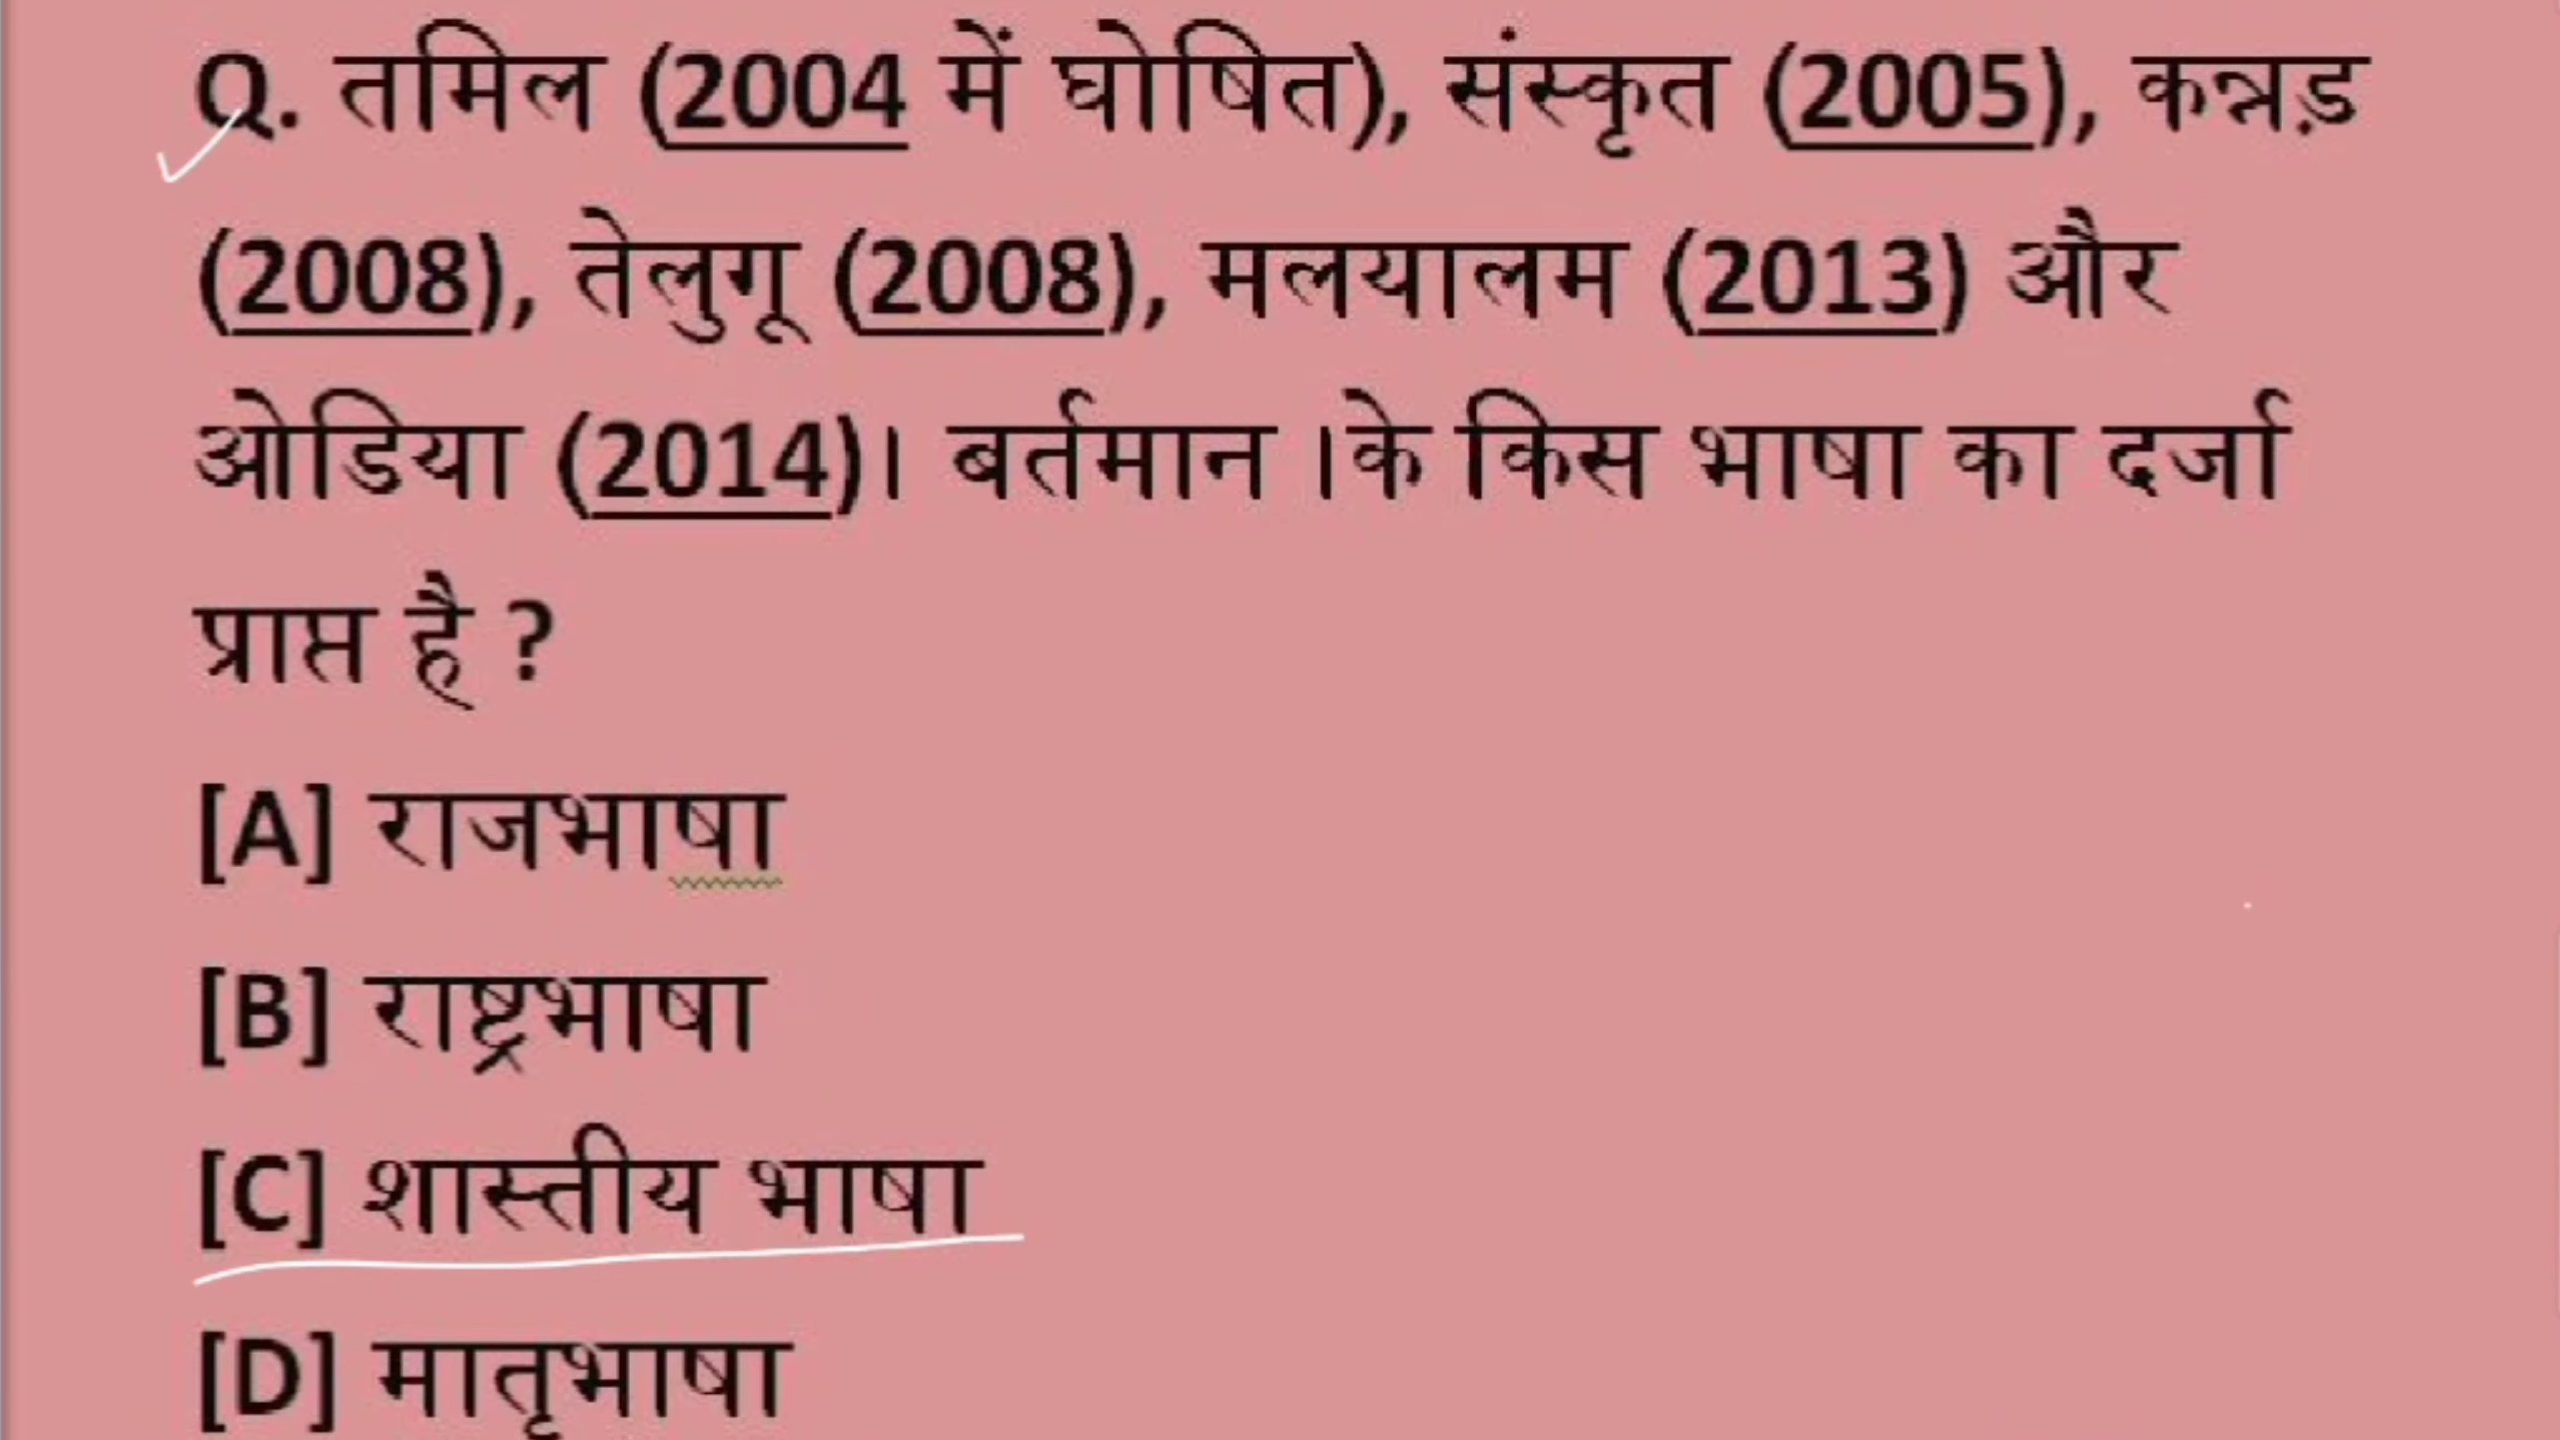 Q. तमिल (2004 में घोषित), संस्कृत (2005), कन्नड़
(2008), तेलुगू (2008), मलयालम (2013) और
ओडिया (2014)। बर्तमान ।के किस भाषा का दर्जा
प्राप्त है ?
[A] राजभाषा
[B] राष्ट्रभाषा
[C] शास्तीय भाषा
[D] मातृभाषा